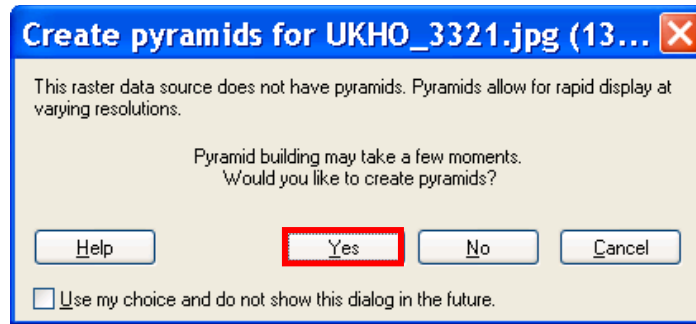 Create pyramids for UKHO_3321.jpg (13...
This raster data source does not have pyramids. Pyramids allow for rapid display at
varying resolutions.
Pyramid building may take a few moments.
Would you like to create pyramids?
Help Yes No Cancel
Use my choice and do not show this dialog in the future.